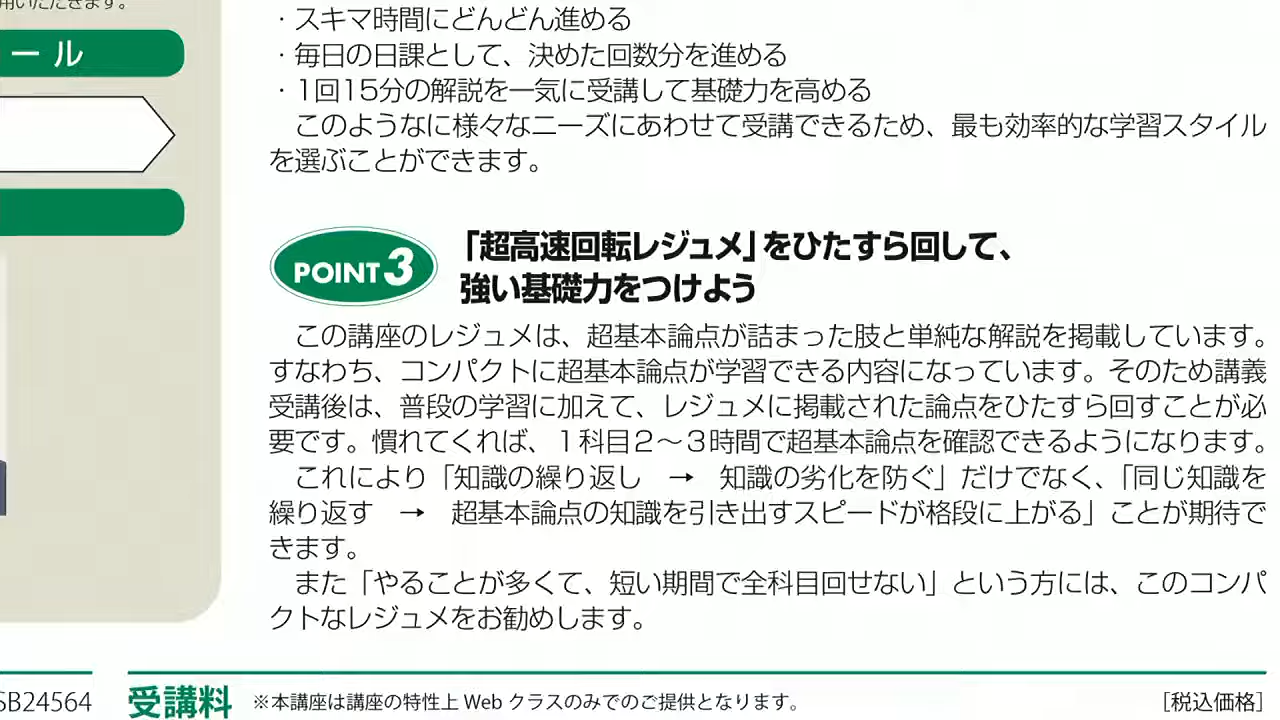 用いただきます。
ール
・スキマ時間にどんどん進める
・毎日の日課として、決めた回数分を進める
・1回15分の解説を一気に受講して基礎力を高める
このようなに様々なニーズにあわせて受講できるため、最も効率的な学習スタイル
を選ぶことができます。
POINT 3
「超高速回転レジュメ」をひたすら回して、
強い基礎力をつけよう
この講座のレジュメは、超基本論点が詰まった肢と単純な解説を掲載しています。
すなわち、コンパクトに超基本論点が学習できる内容になっています。そのため講義
受講後は、普段の学習に加えて、レジュメに掲載された論点をひたすら回すことが必
要です。慣れてくれば、１科目２～３時間で超基本論点を確認できるようになります。
これにより「知識の繰り返し　→　知識の劣化を防ぐ」だけでなく、「同じ知識を
繰り返す　→　超基本論点の知識を引き出すスピードが格段に上がる」ことが期待で
きます。
また「やることが多くて、短い期間で全科目回せない」という方には、このコンパ
クトなレジュメをお勧めします。
SB24564
受講料 ※本講座は講座の特性上 Web クラスのみでのご提供となります。 [税込価格]